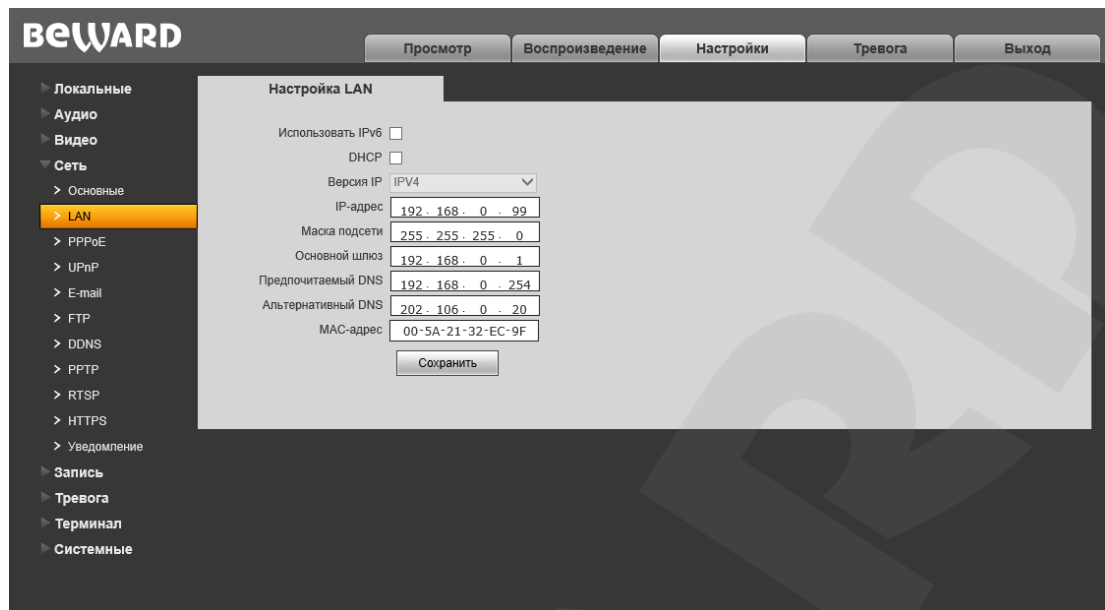 BEWARD
Просмотр Воспроизведение Настройки Тревога Выход
Локальные
Аудио
Видео
Сеть
Основные
LAN
PPPoE
UPnP
E-mail
FTP
DDNS
PPTP
RTSP
HTTPS
Уведомление
Запись
Тревога
Терминал
Системные
Настройка LAN
Использовать IPv6
DHCP
Версия IP IPV4
IP-адрес 192 . 168 . 0 . 99
Маска подсети 255 . 255 . 255 . 0
Основной шлюз 192 . 168 . 0 . 1
Предпочитаемый DNS 192 . 168 . 0 . 254
Альтернативный DNS 202 . 106 . 0 . 20
MAC-адрес 00-5A-21-32-EC-9F
Сохранить